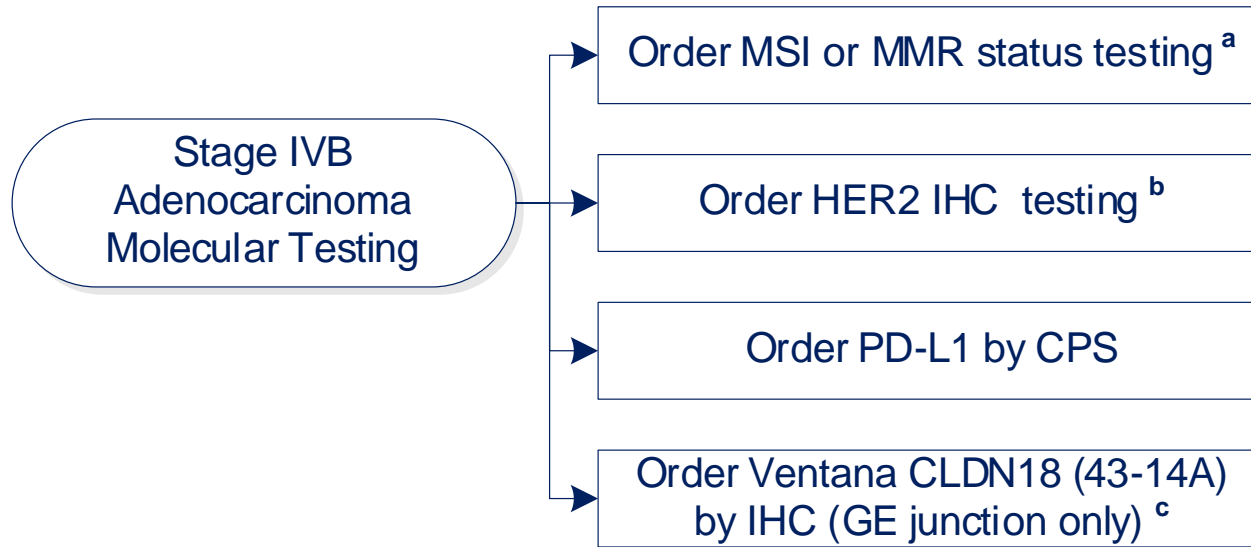 Order MSI or MMR status testing a
Stage IVB
Adenocarcinoma
Molecular Testing
Order HER2 IHC testing b
Order PD-L1 by CPS
Order Ventana CLDN18 (43-14A)
by IHC (GE junction only) c